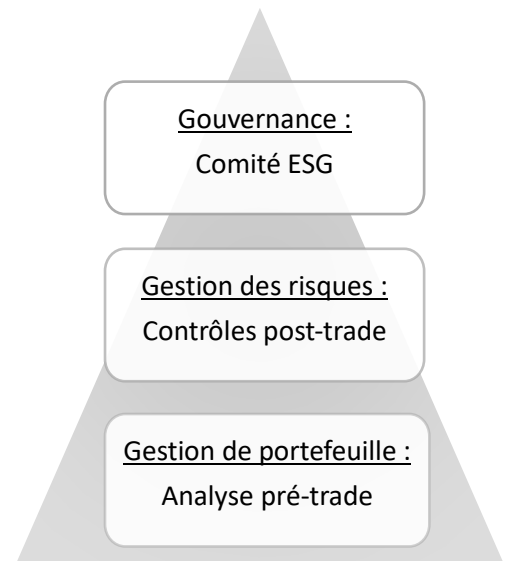 Gouvernance :
Comité ESG
Gestion des risques :
Contrôles post-trade
Gestion de portefeuille :
Analyse pré-trade